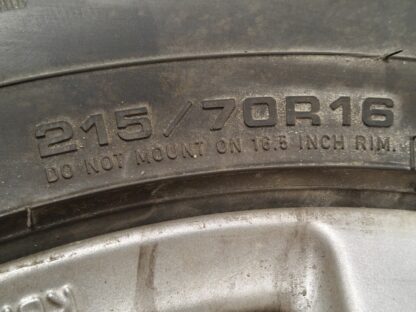 215/70R16
DO NOT MOUNT ON 16.5 INCH RIM.